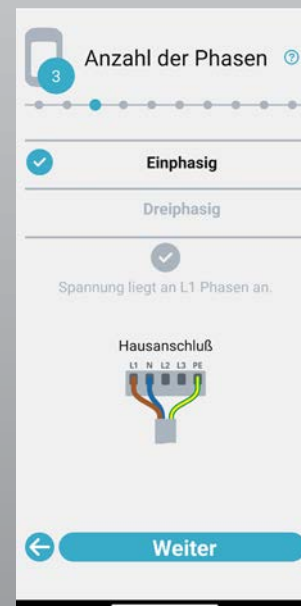 Anzahl der Phasen ?
3
Einphasig
Dreiphasig
Spannung liegt an L1 Phasen an.
Hausanschluß
L1 N L2 L3 PE
Weiter